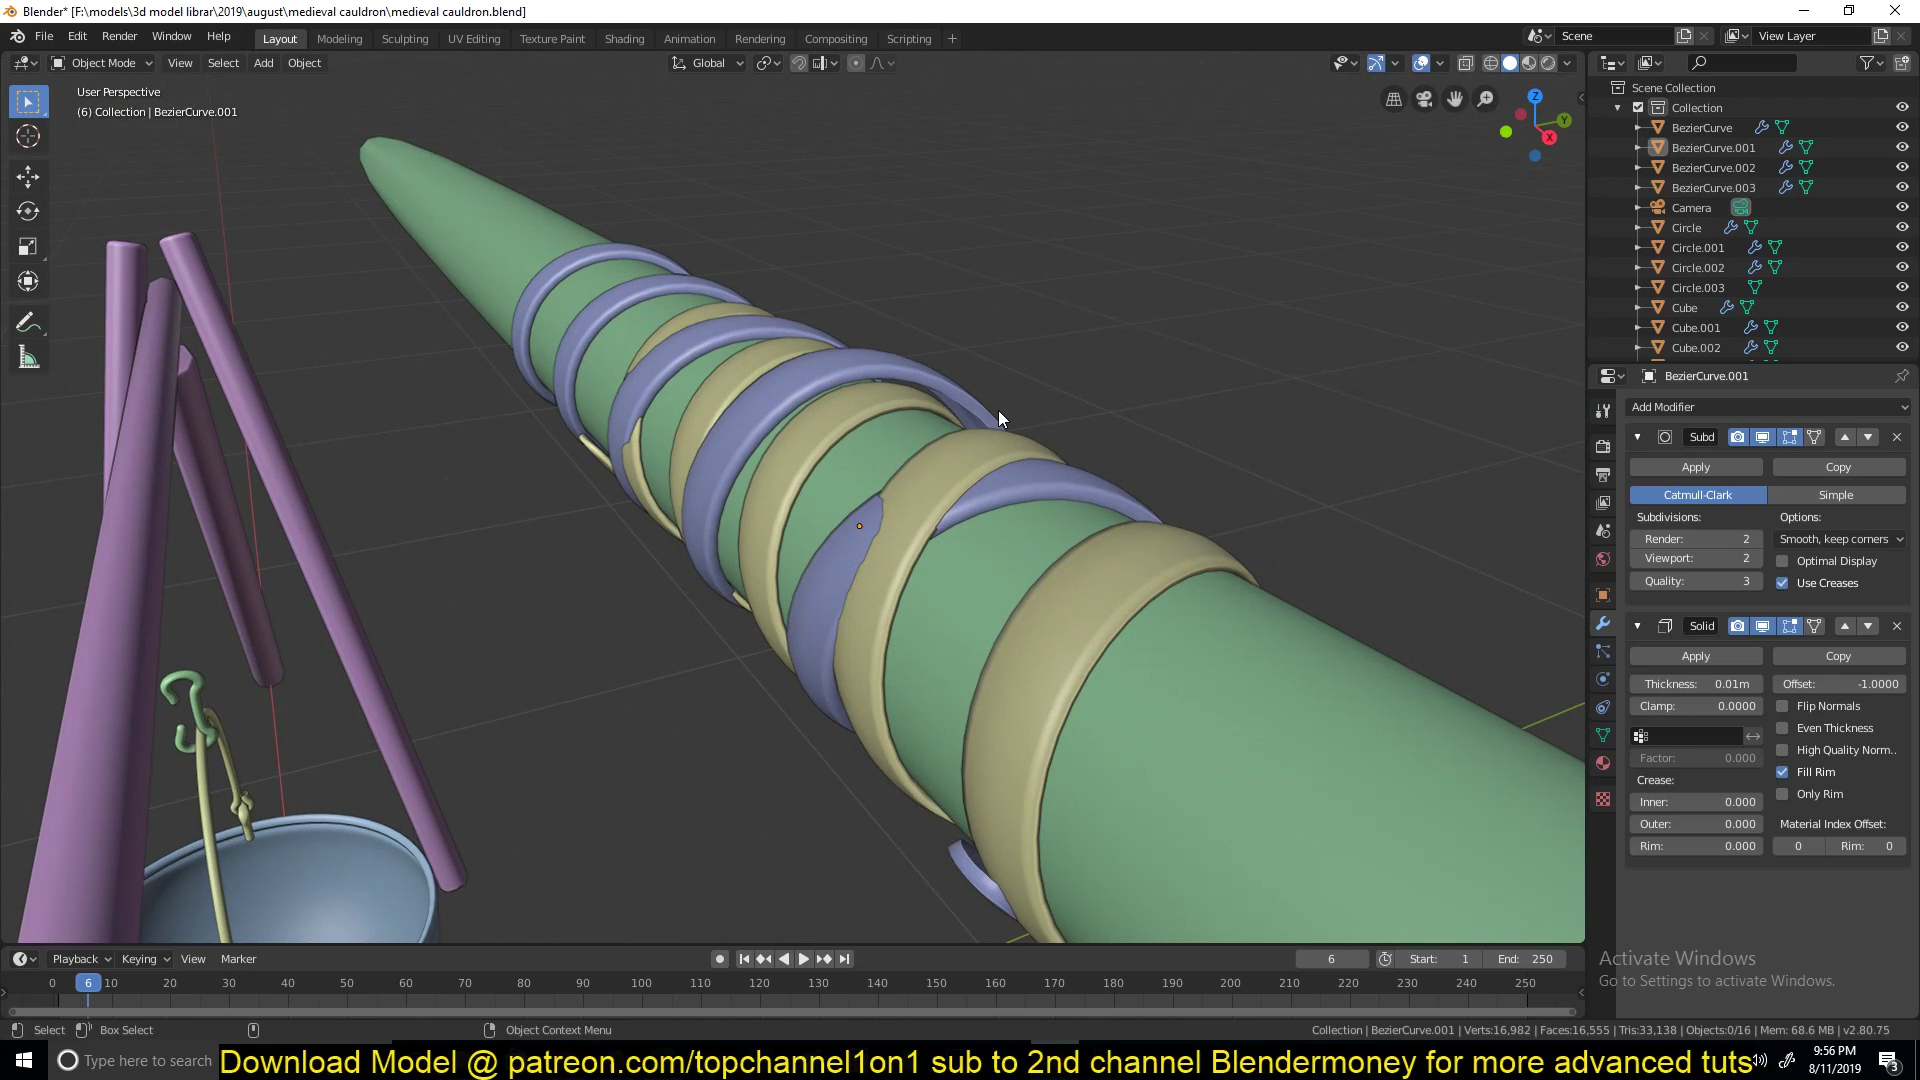 Blender* [F:\models\3d model librar\2019\august\medieval cauldron\medieval cauldron.blend]
File Edit Render Window Help
Layout Modeling Sculpting UV Editing Texture Paint Shading Animation Rendering Compositing Scripting +
Scene
View Layer
Object Mode View Select Add Object
Global
User Perspective
(6) Collection | BezierCurve.001
Z
Y
X
Scene Collection
Collection
BezierCurve
BezierCurve.001
BezierCurve.002
BezierCurve.003
Camera
Circle
Circle.001
Circle.002
Circle.003
Cube
Cube.001
Cube.002
BezierCurve.001
Add Modifier
Subd
Apply Copy
Catmull-Clark Simple
Subdivisions: Options:
Render: 2 Smooth, keep corners
Viewport: 2 Optimal Display
Quality: 3 Use Creases
Solid
Apply Copy
Thickness: 0.01m Offset: -1.0000
Clamp: 0.0000 Flip Normals
Even Thickness
Factor: 0.000 High Quality Norm..
Crease: Fill Rim
Inner: 0.000 Only Rim
Outer: 0.000 Material Index Offset:
Rim: 0.000 0 Rim: 0
Playback Keying View Marker
6 Start: 1 End: 250
0 6 10 20 30 40 50 60 70 80 90 100 110 120 130 140 150 160 170 180 190 200 210 220 230 240 250
Activate Windows
Go to Settings to activate Windows.
Select Box Select Object Context Menu
Collection | BezierCurve.001 | Verts:16,982 | Faces:16,555 | Tris:33,138 | Objects:0/16 | Mem: 68.6 MB | v2.80.75
Type here to search
Download Model @ patreon.com/topchannel1on1 sub to 2nd channel Blendermoney for more advanced tuts
9:56 PM
8/11/2019
3